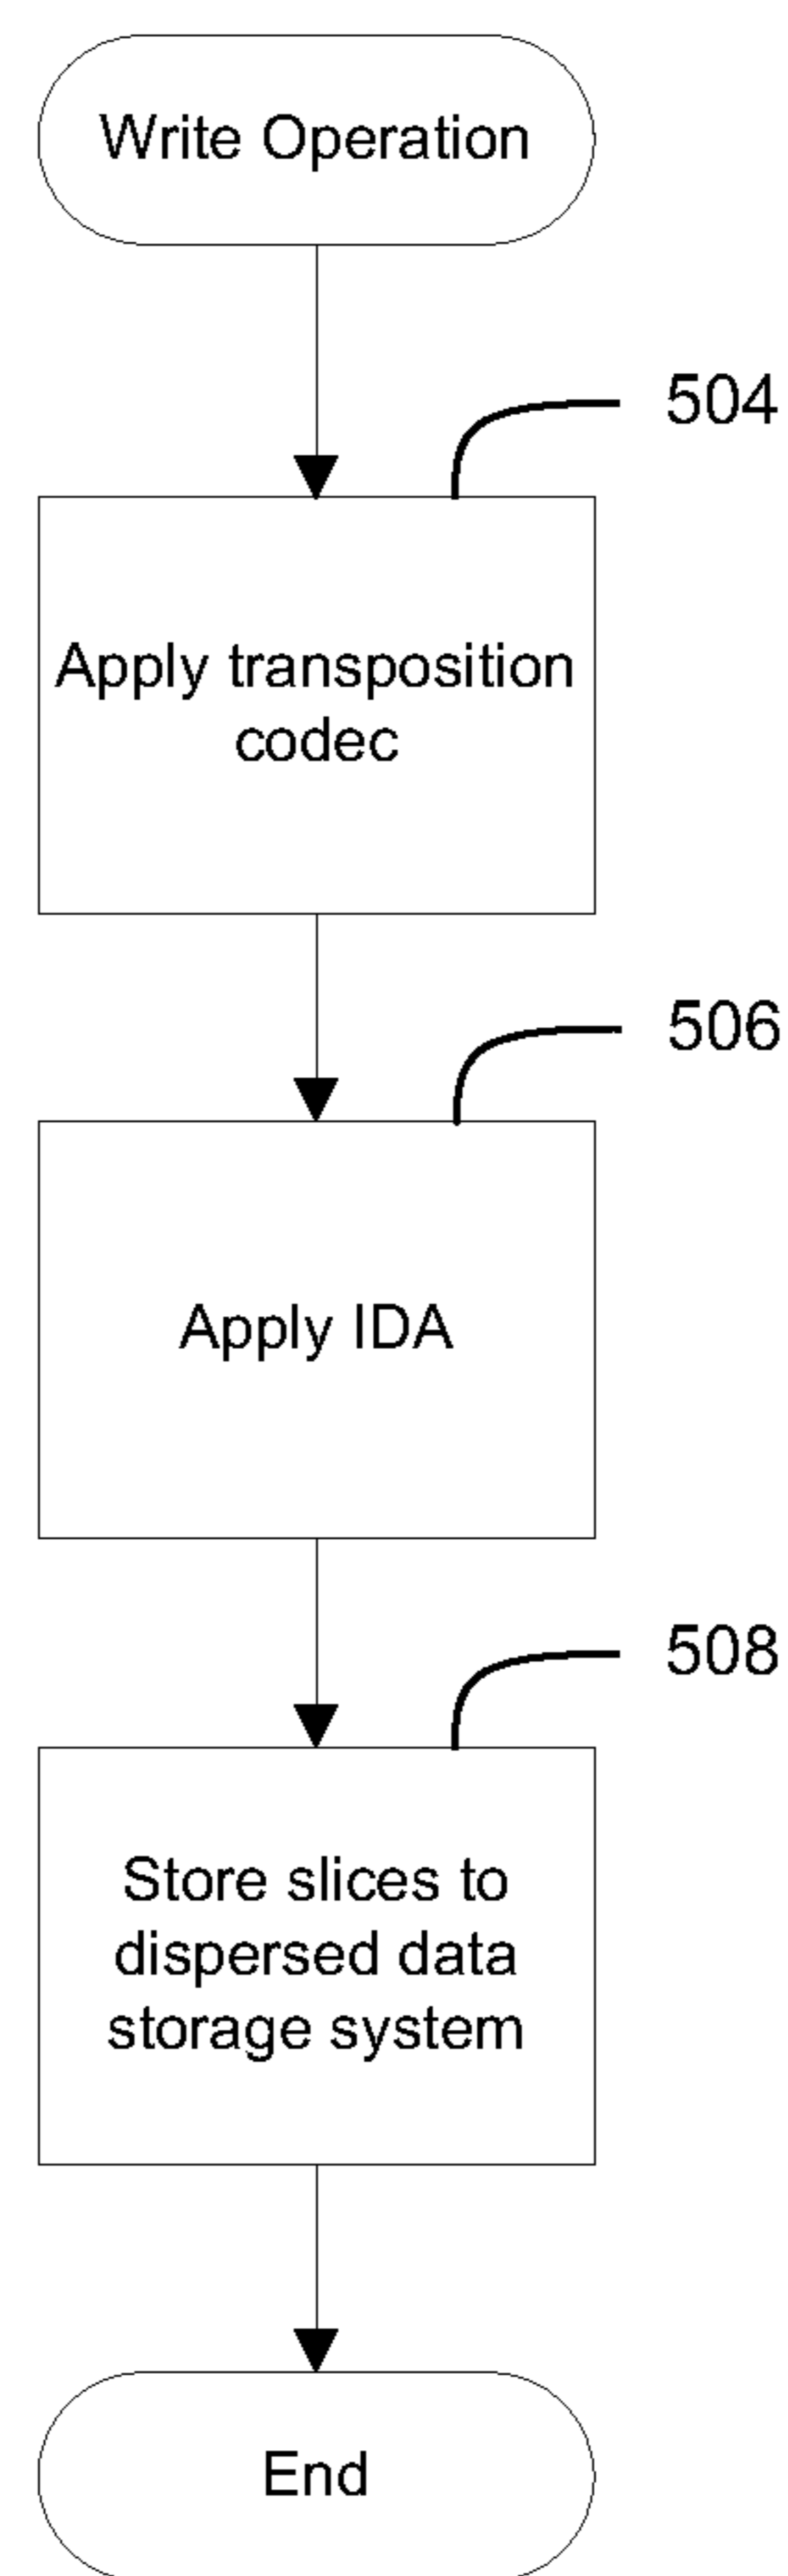 Write Operation
504
Apply transposition
codec
506
Apply IDA
508
Store slices to
dispersed data
storage system
End